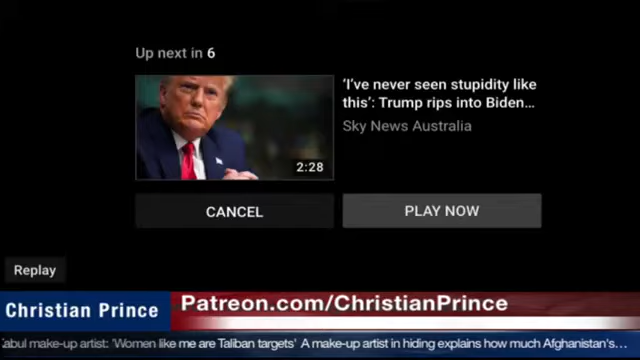 Up next in 6
'I've never seen stupidity like
this': Trump rips into Biden...
Sky News Australia
2:28
CANCEL
PLAY NOW
Replay
Christian Prince
Patreon.com/ChristianPrince
make-up artist: 'Women like me are Taliban targets' A make-up artist in hiding explains how much Afghanistan's...